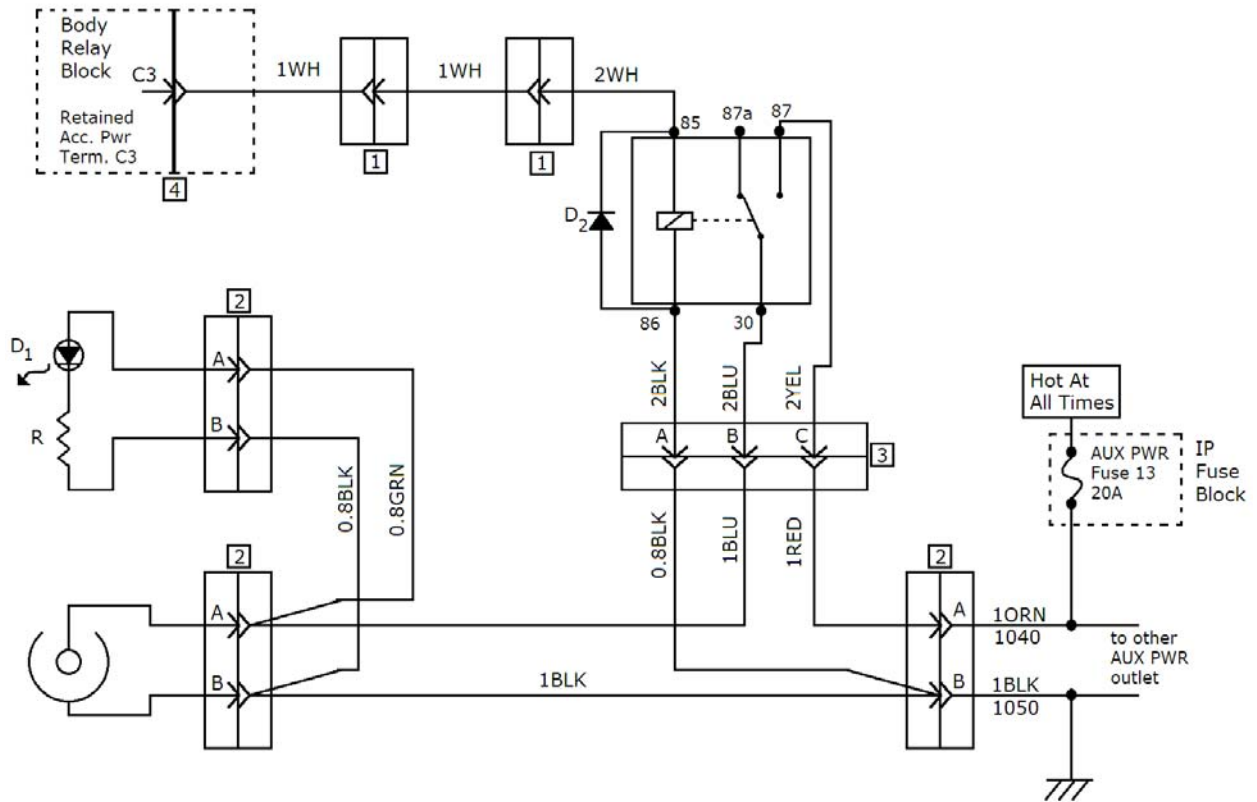 Body
Relay
Block
C3
Retained
Acc. Pwr
Term. C3
4
1WH
1
1WH
1
2WH
85
87a
87
D2
86
30
2BLK
2BLU
2YEL
A
B
C
3
0.8BLK
1BLU
1RED
D1
R
2
A
B
0.8BLK
0.8GRN
2
A
B
1BLK
2
A
B
1ORN
1040
1BLK
1050
Hot At
All Times
AUX PWR
Fuse 13
20A
IP
Fuse
Block
to other
AUX PWR
outlet